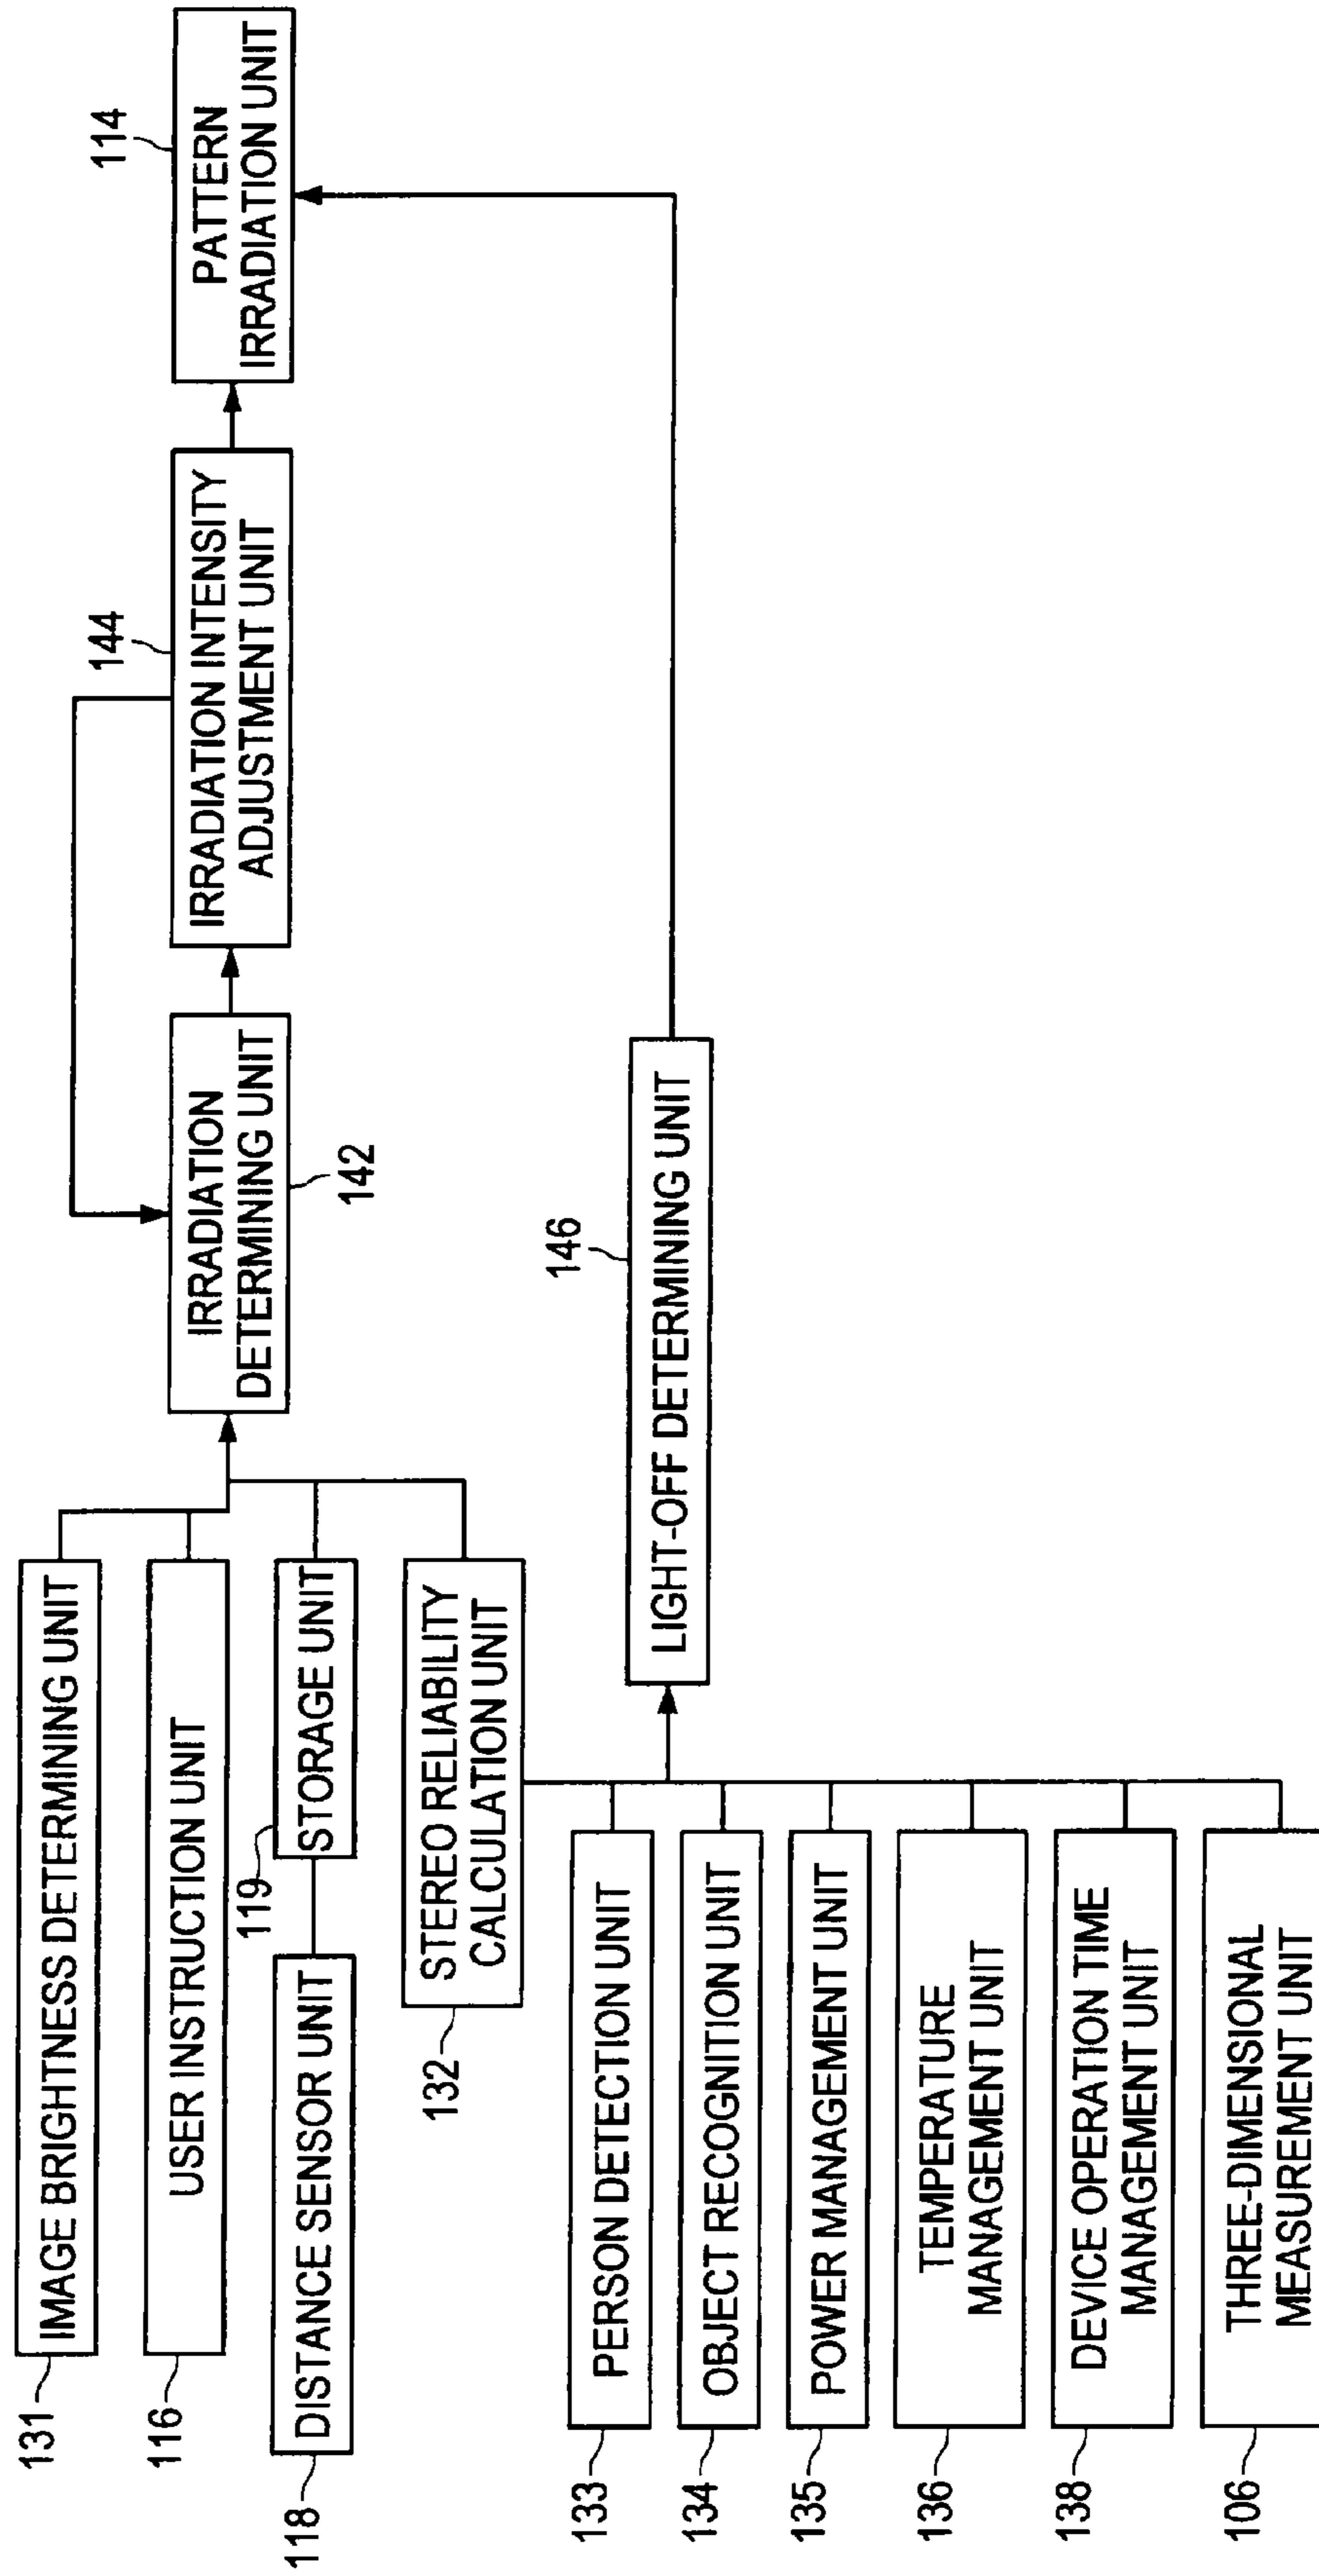 131
IMAGE BRIGHTNESS DETERMINING UNIT
116
USER INSTRUCTION UNIT
118
DISTANCE SENSOR UNIT
119
STORAGE UNIT
132
STEREO RELIABILITY
CALCULATION UNIT
IRRADIATION
DETERMINING UNIT
142
144
IRRADIATION INTENSITY
ADJUSTMENT UNIT
114
PATTERN
IRRADIATION UNIT
133
PERSON DETECTION UNIT
134
OBJECT RECOGNITION UNIT
135
POWER MANAGEMENT UNIT
136
TEMPERATURE
MANAGEMENT UNIT
138
DEVICE OPERATION TIME
MANAGEMENT UNIT
106
THREE-DIMENSIONAL
MEASUREMENT UNIT
146
LIGHT-OFF DETERMINING UNIT